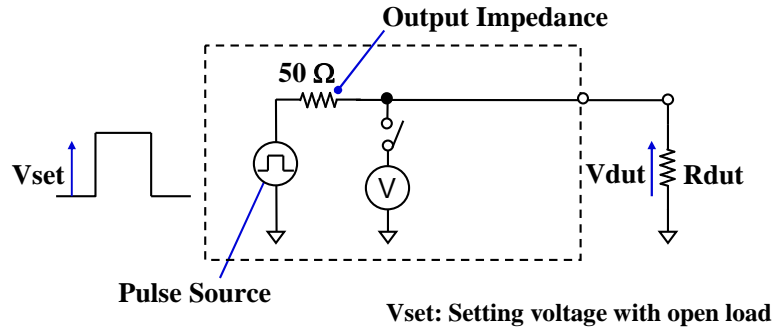 Output Impedance
50 Ω
Vset
V
Vdut
Rdut
Pulse Source
Vset: Setting voltage with open load